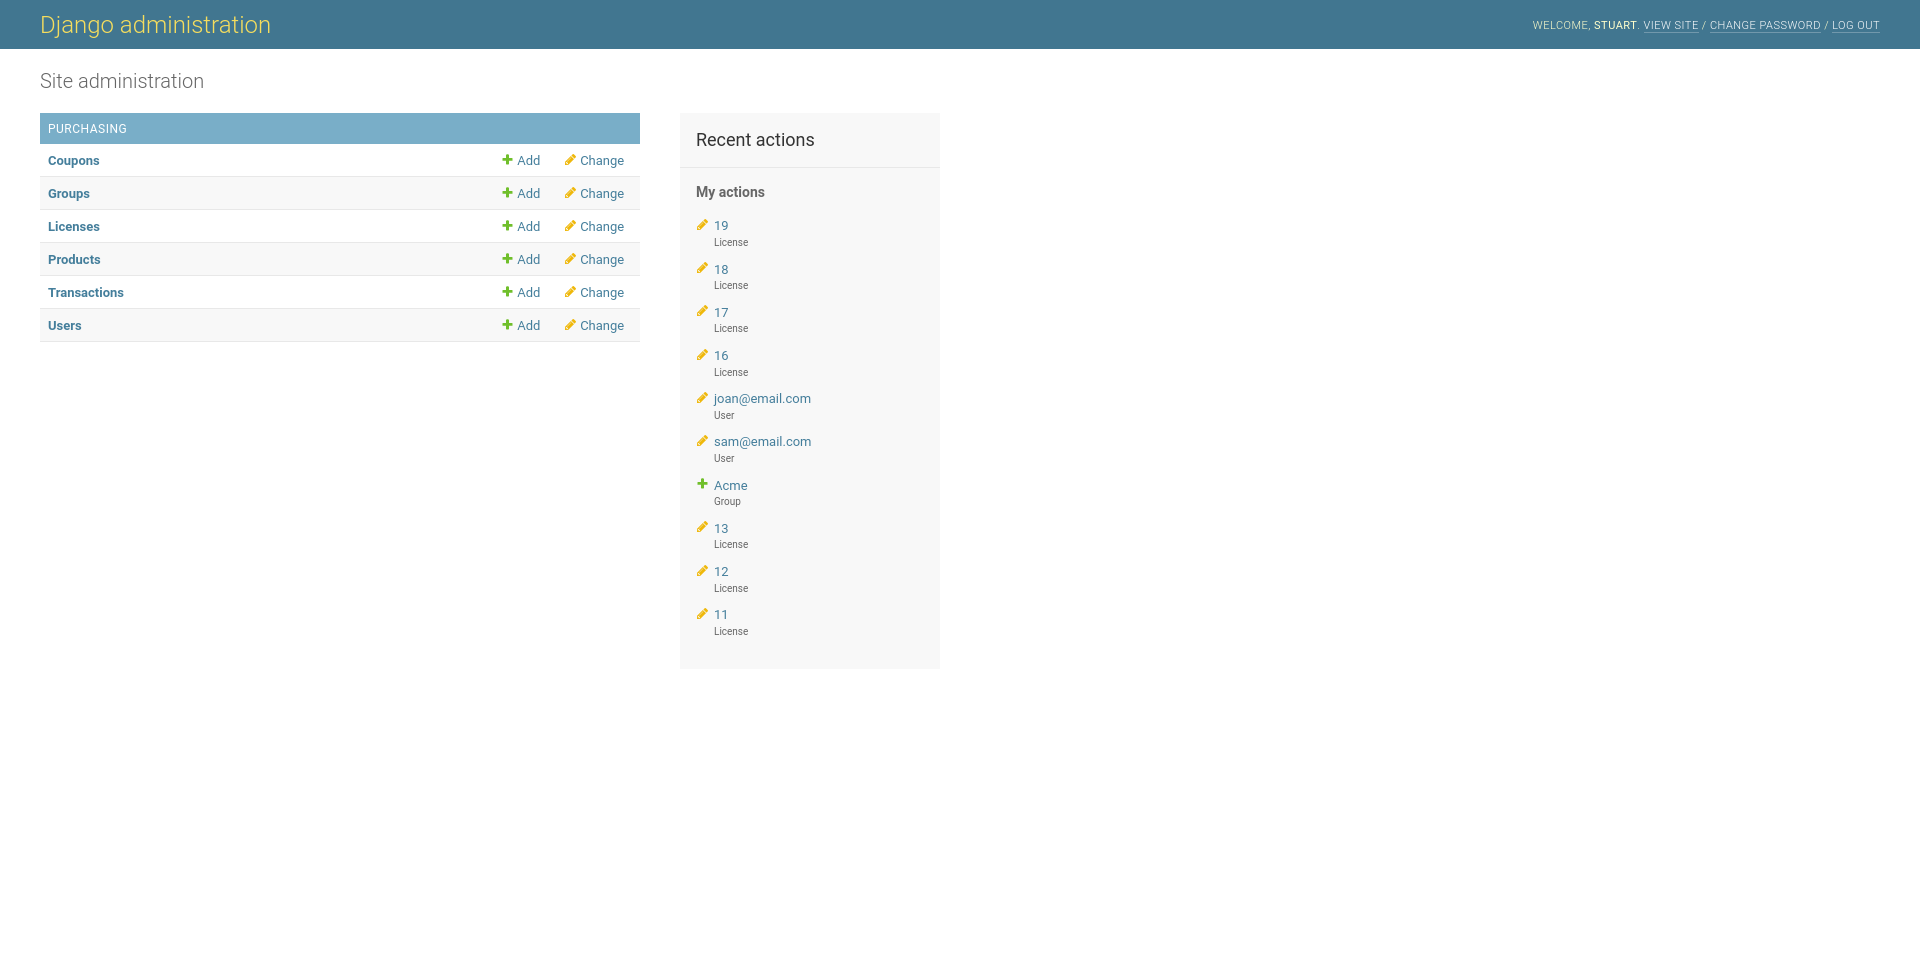 Django administration
WELCOME, STUART. VIEW SITE / CHANGE PASSWORD / LOG OUT
Site administration
PURCHASING
Coupons Add Change
Groups Add Change
Licenses Add Change
Products Add Change
Transactions Add Change
Users Add Change
Recent actions
My actions
19
License
18
License
17
License
16
License
joan@email.com
User
sam@email.com
User
Acme
Group
13
License
12
License
11
License